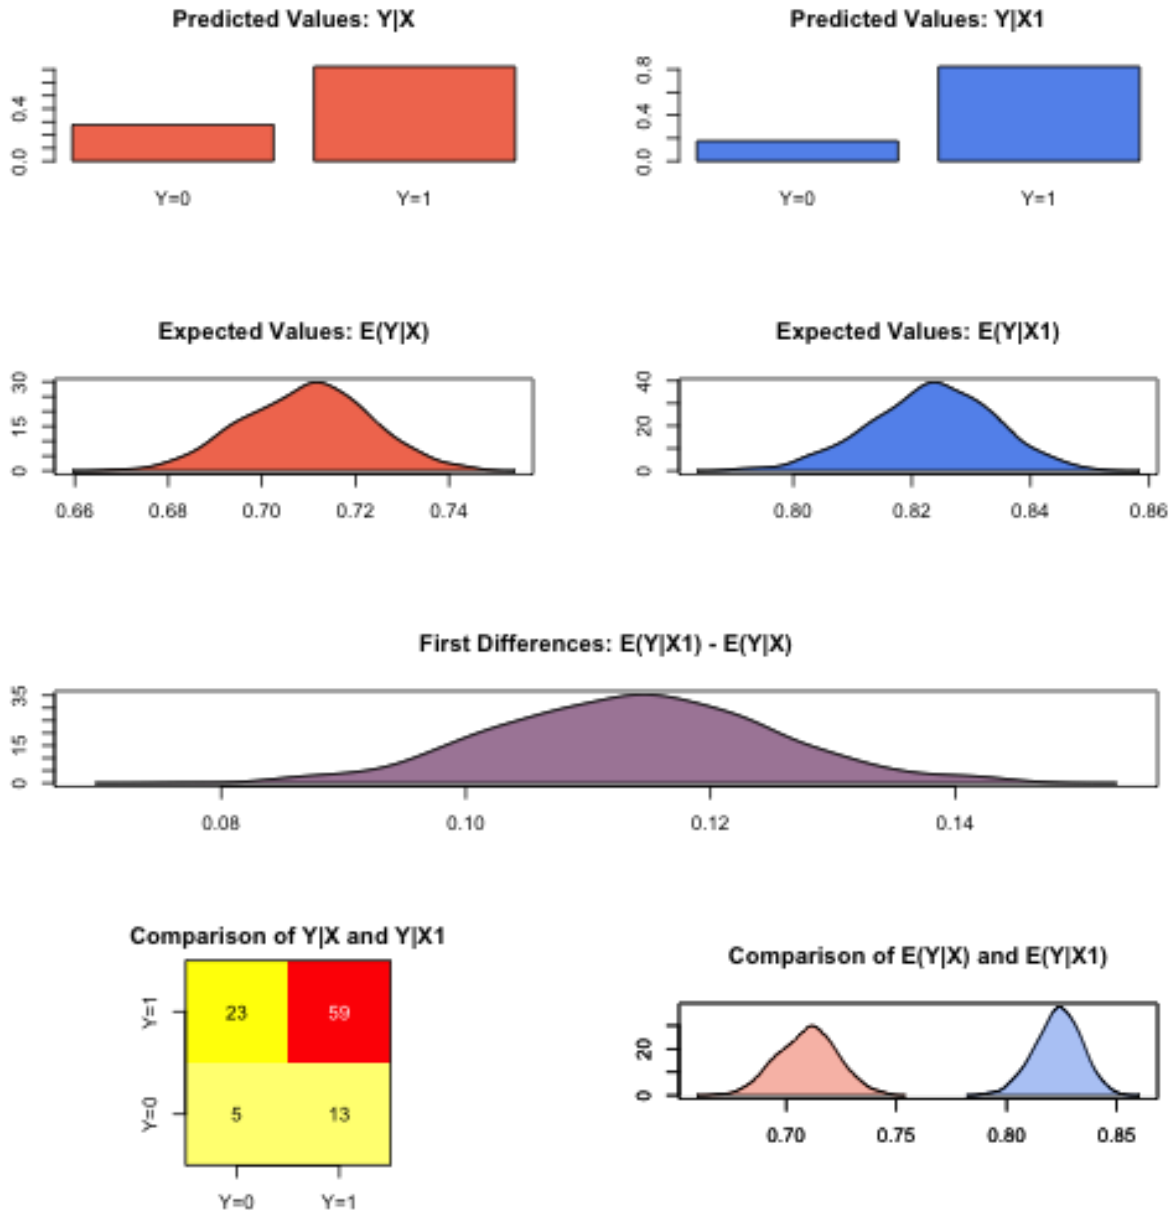 Predicted Values: Y|X
0.0 0.4
Y=0 Y=1
Predicted Values: Y|X1
0.0 0.4 0.8
Y=0 Y=1
Expected Values: E(Y|X)
0 15 30
0.66 0.68 0.70 0.72 0.74
Expected Values: E(Y|X1)
0 20 40
0.80 0.82 0.84 0.86
First Differences: E(Y|X1) - E(Y|X)
0 15 35
0.08 0.10 0.12 0.14
Comparison of Y|X and Y|X1
Y=1 23 59
Y=0 5 13
Y=0 Y=1
Comparison of E(Y|X) and E(Y|X1)
0 20
0.70 0.75 0.80 0.85